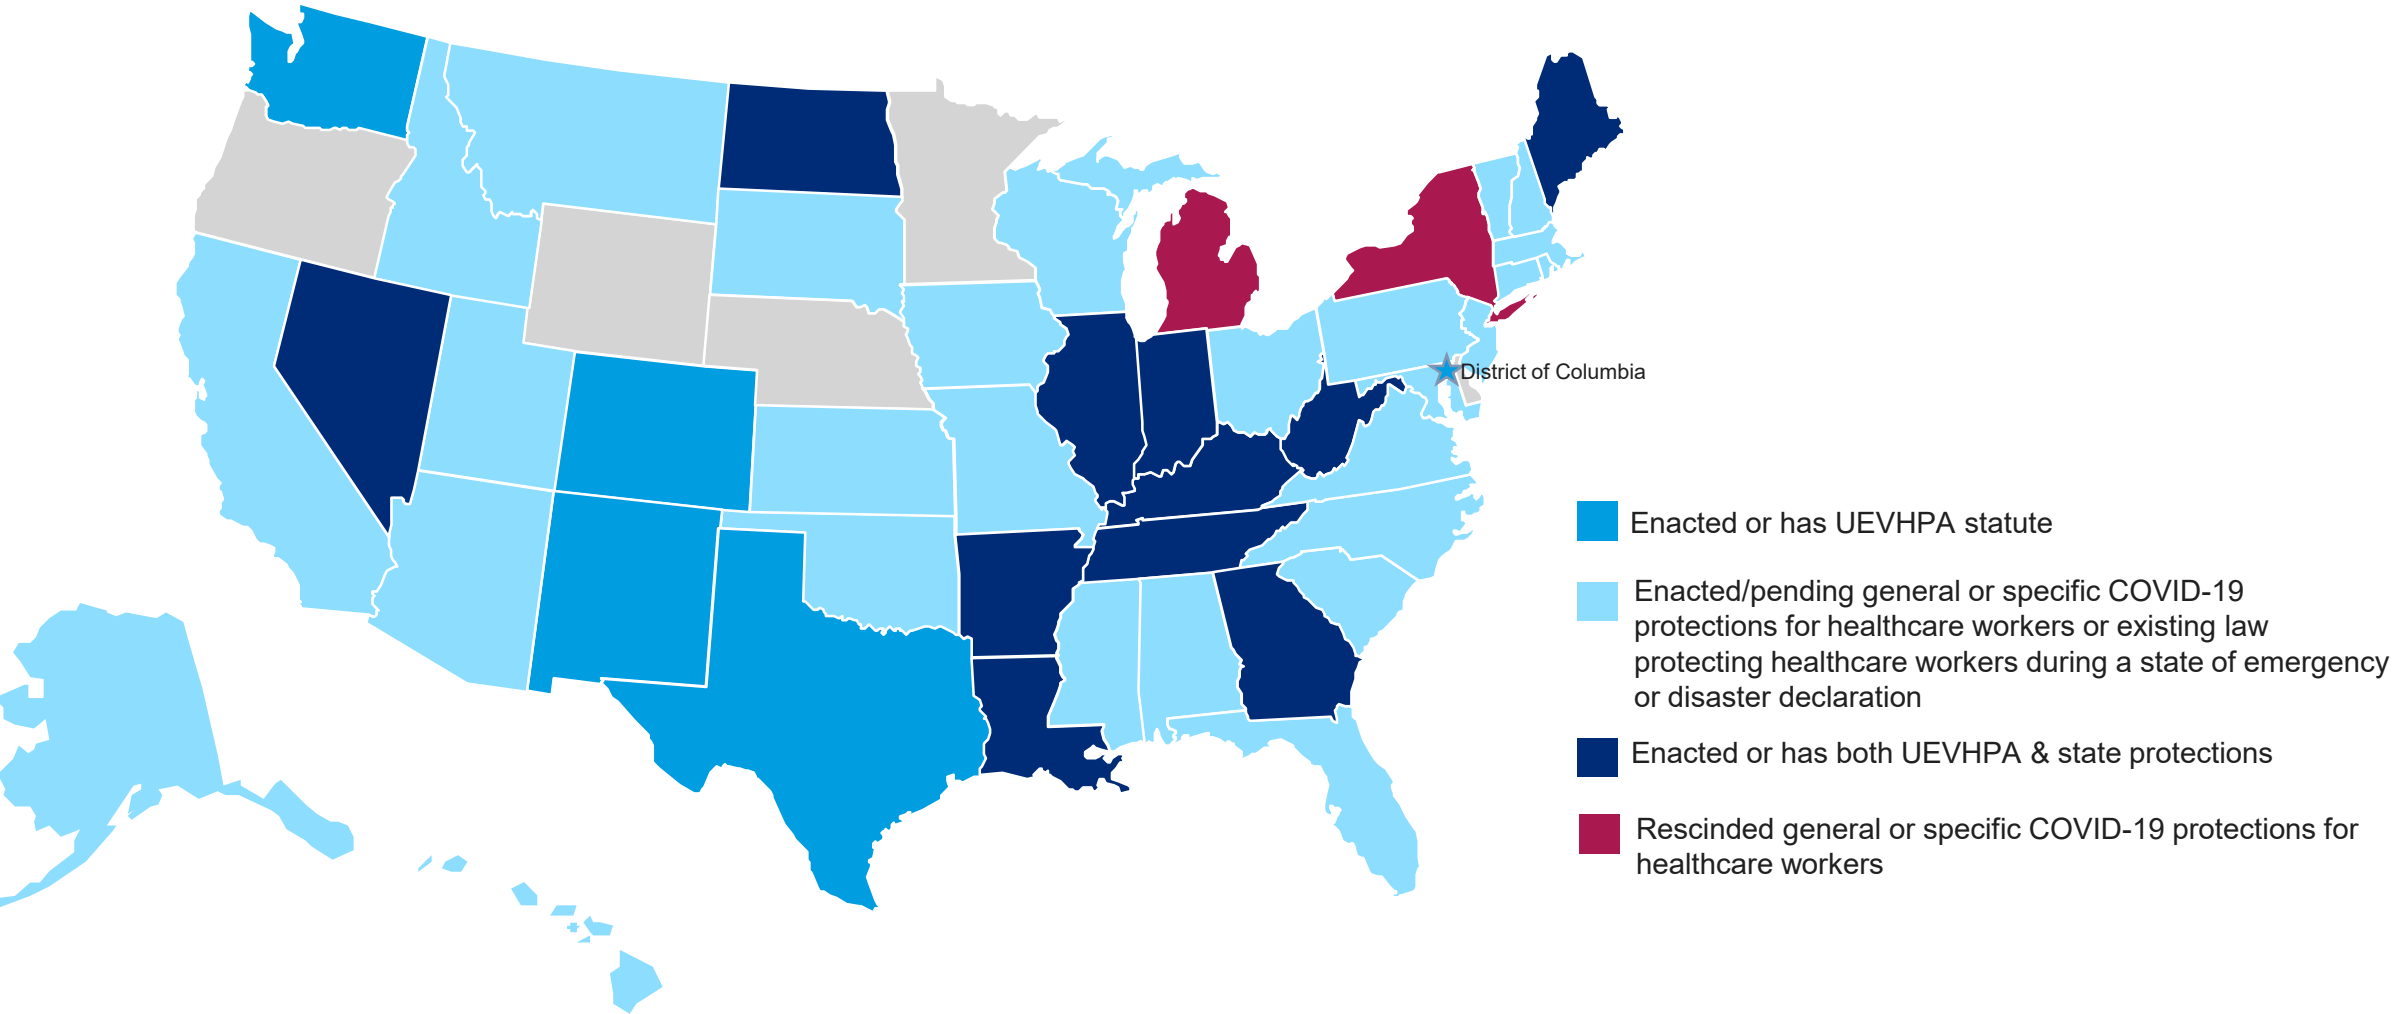 District of Columbia
Enacted or has UEVHPA statute
Enacted/pending general or specific COVID-19
protections for healthcare workers or existing law
protecting healthcare workers during a state of emergency
or disaster declaration
Enacted or has both UEVHPA & state protections
Rescinded general or specific COVID-19 protections for
healthcare workers